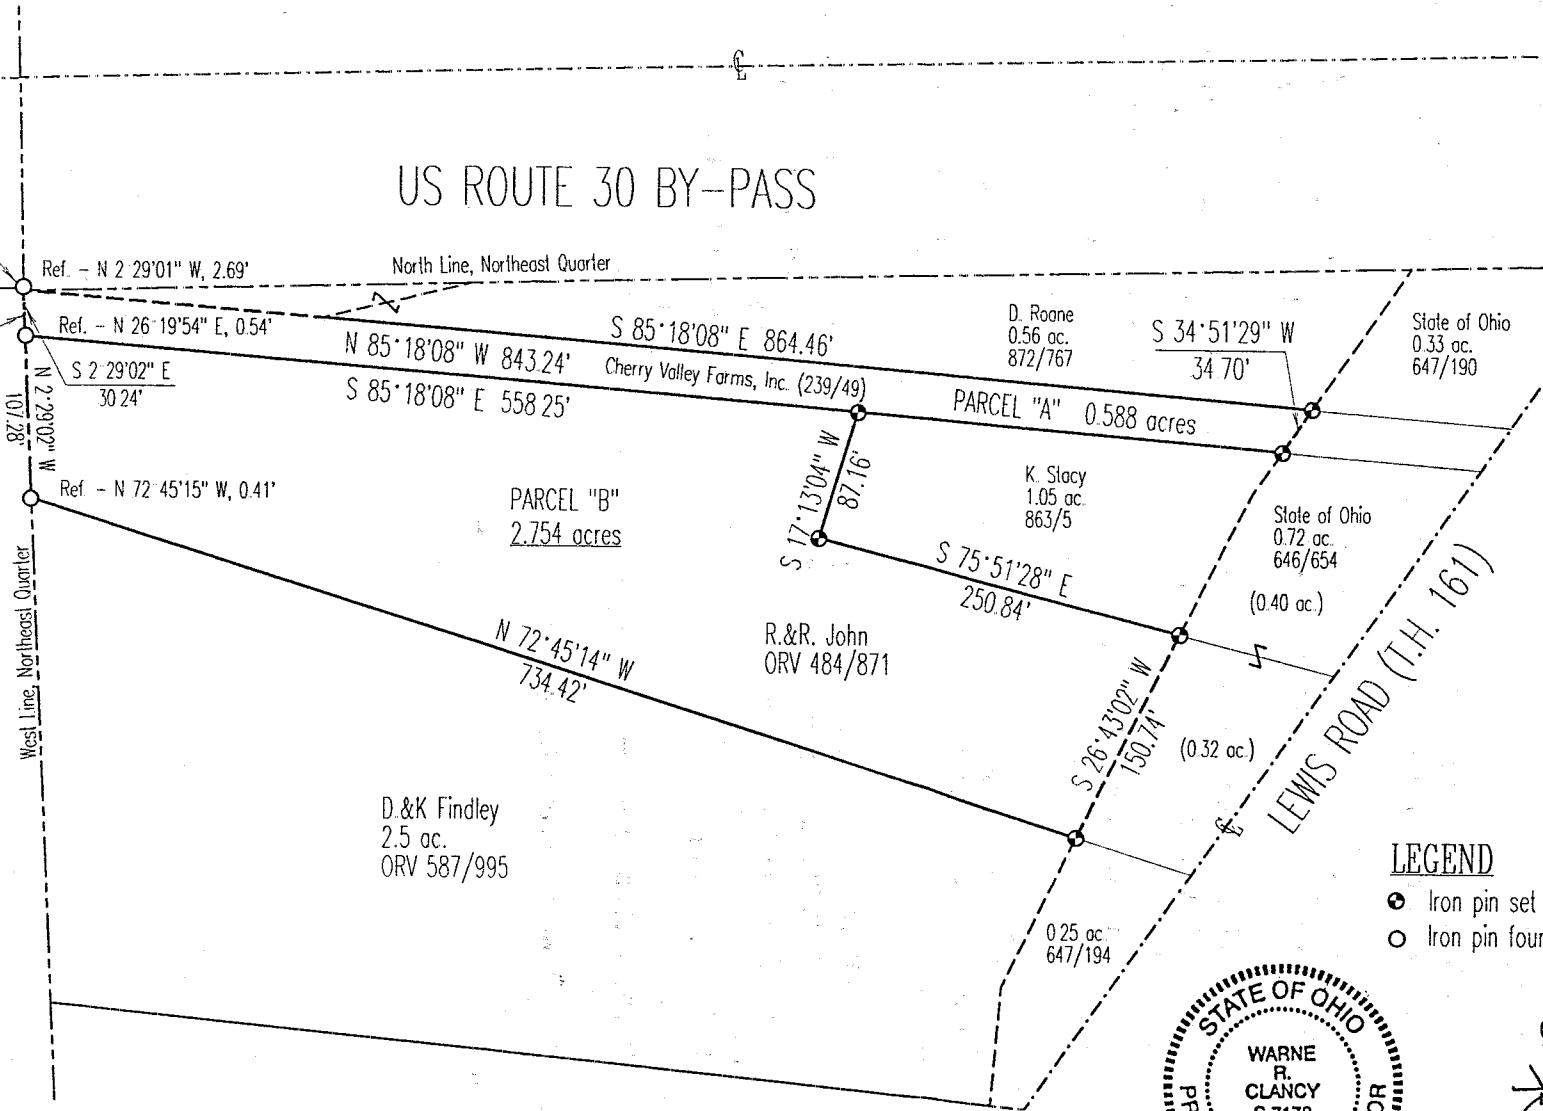 US ROUTE 30 BY-PASS
Ref. - N 2 29'01" W, 2.69'
North Line, Northeast Quarter
Ref. - N 26 19'54" E, 0.54'
S 85°18'08" E 864.46'
N 85°18'08" W 843.24'
Cherry Valley Farms, Inc. (239/49)
S 85°18'08" E 558 25'
S 2 29'02" E
30 24'
N 2°29'02" W
107.28'
D. Roane
0.56 ac.
872/767
S 34°51'29" W
34.70'
State of Ohio
0.33 ac.
647/190
PARCEL "A" 0.588 acres
Ref. - N 72 45'15" W, 0.41'
PARCEL "B"
2.754 acres
S 17°13'04" W
87.16'
K. Stacy
1.05 ac.
863/5
State of Ohio
0.72 ac.
646/654
S 75°51'28" E
250.84'
(0.40 ac.)
LEWIS ROAD (T.H. 161)
West Line, Northeast Quarter
N 72°45'14" W
734.42'
R.&R. John
ORV 484/871
S 26°43'02" W
150.74'
(0.32 ac.)
D.&K Findley
2.5 ac.
ORV 587/995
0 25 ac.
647/194
LEGEND
Iron pin set
Iron pin foun
STATE OF OHIO
WARNE
R.
CLANCY